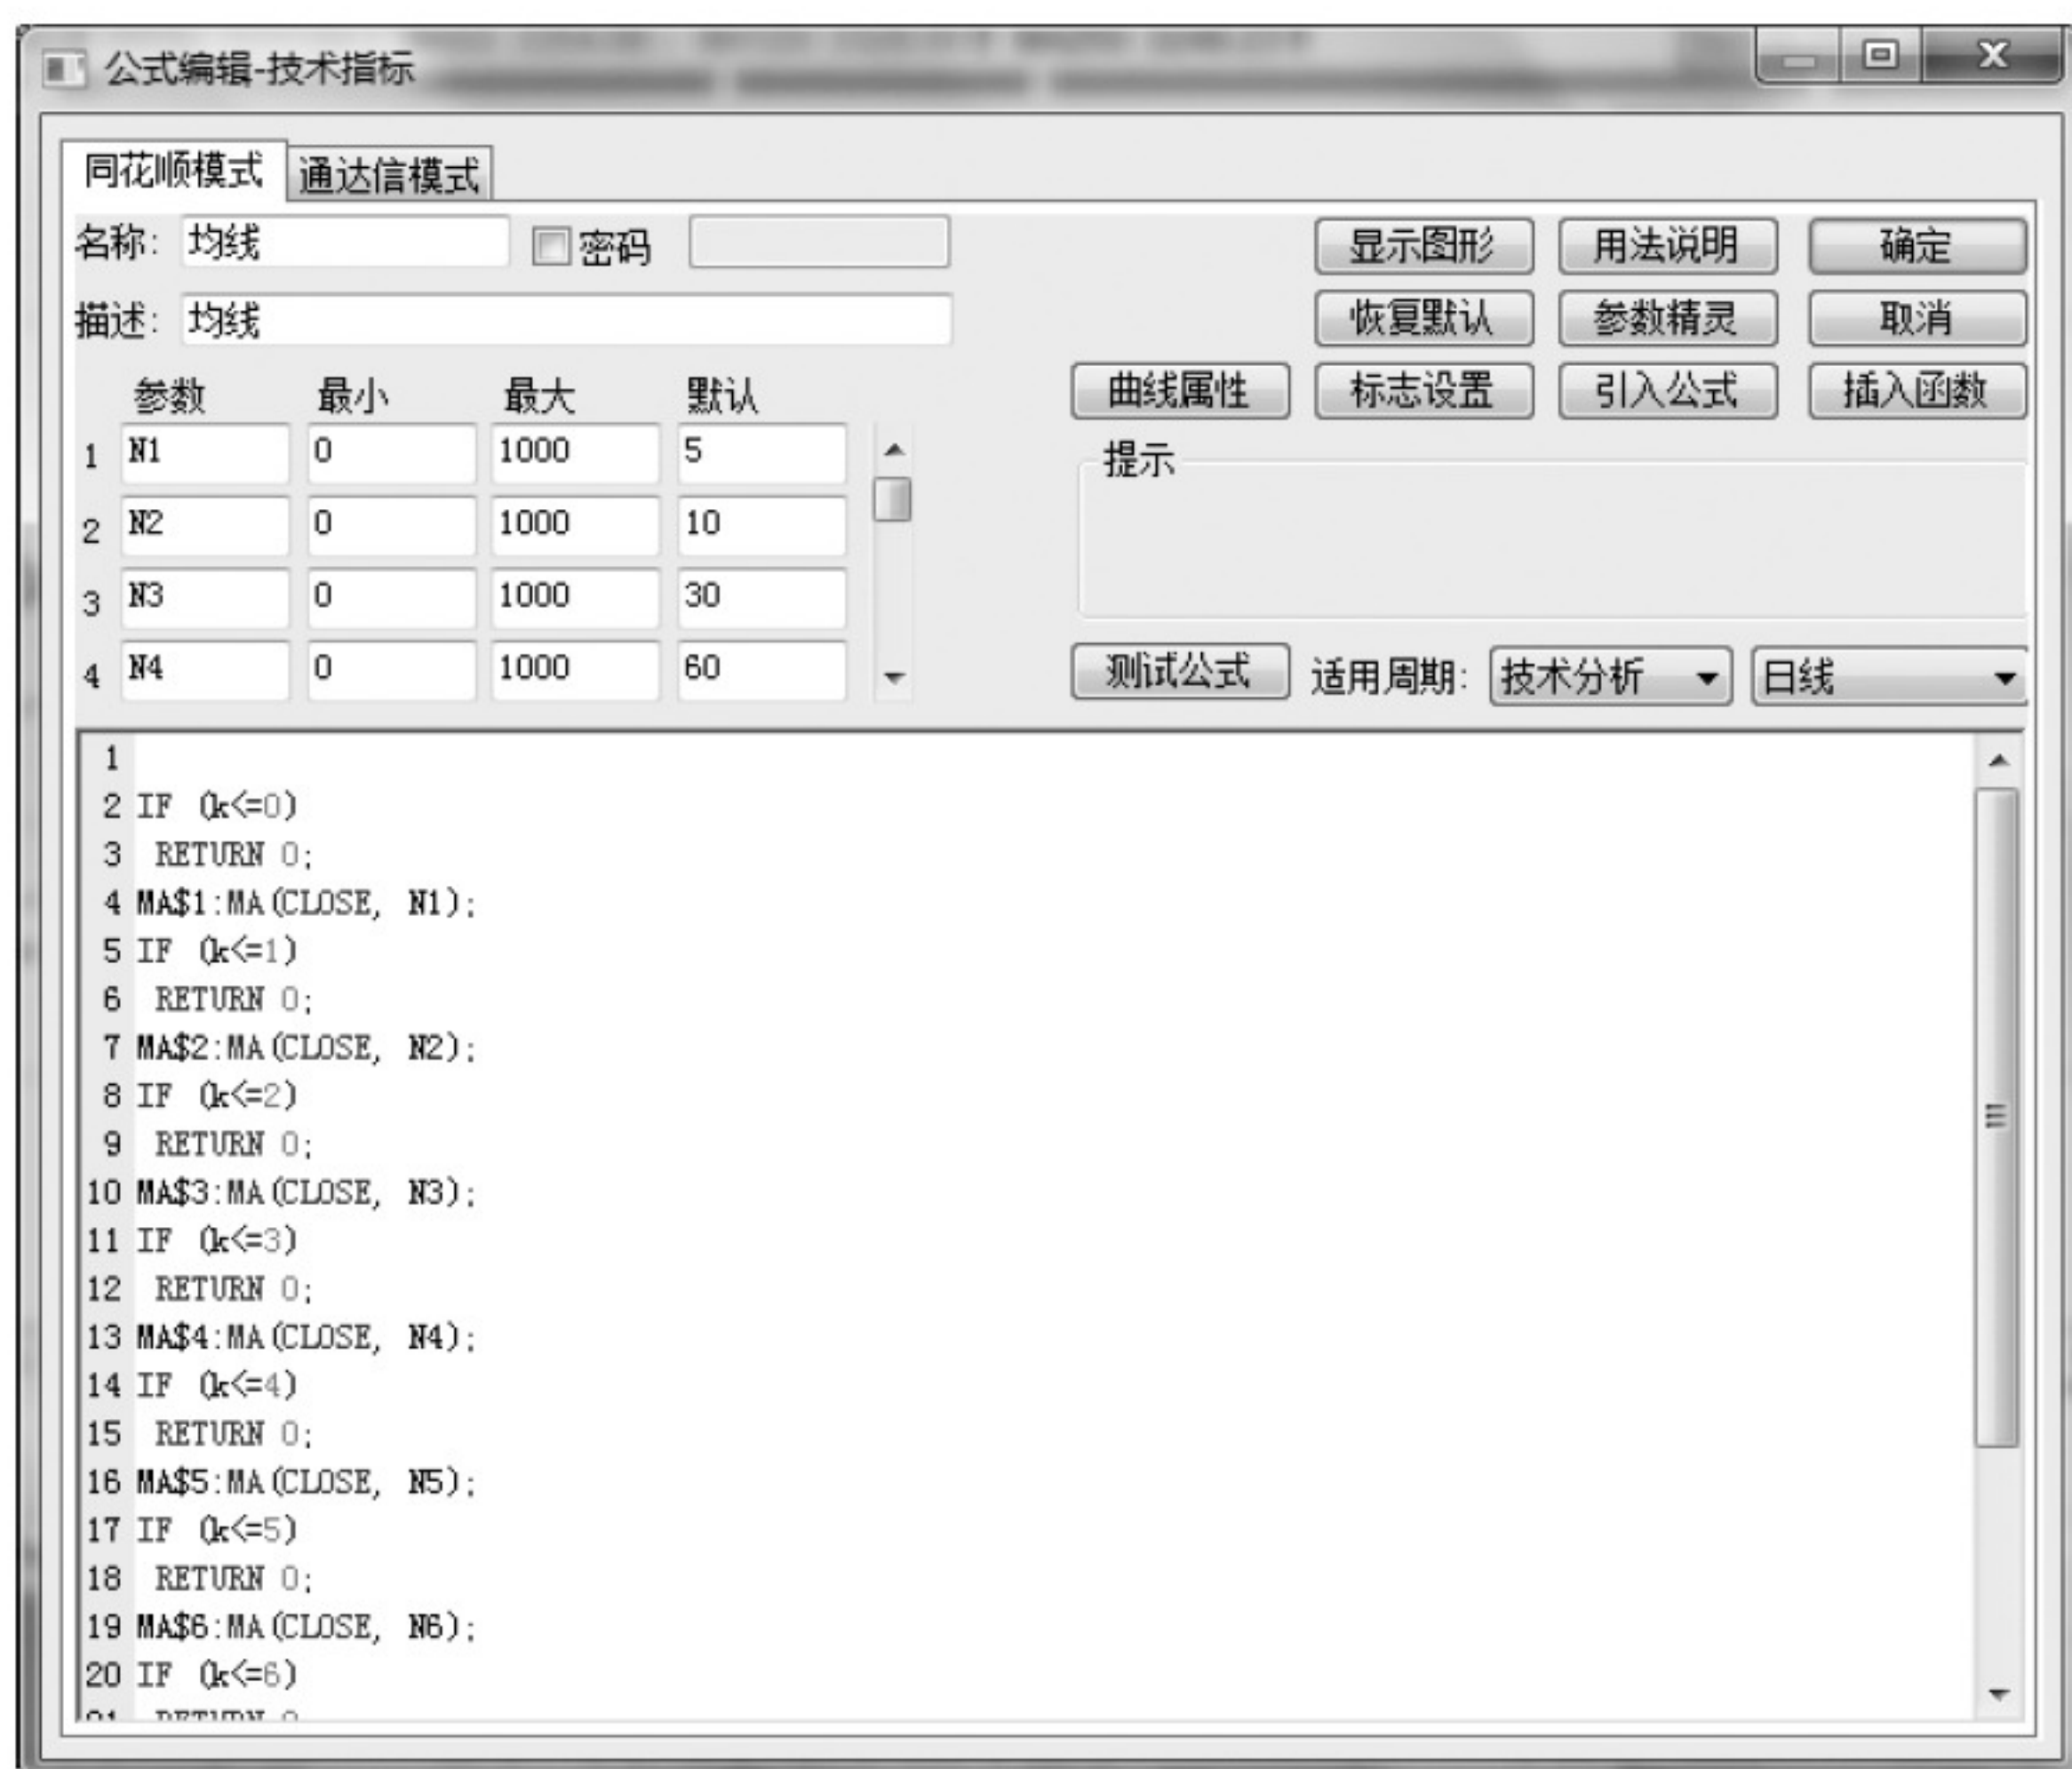 公式编辑-技术指标
同花顺模式 通达信模式
名称: 均线 密码 显示图形 用法说明 确定
描述: 均线 恢复默认 参数精灵 取消
参数 最小 最大 默认 曲线属性 标志设置 引入公式 插入函数
1 N1 0 1000 5
提示
2 N2 0 1000 10
3 N3 0 1000 30
4 N4 0 1000 60 测试公式 适用周期: 技术分析 日线
1
2 IF (k<=0)
3 RETURN 0;
4 MA$1:MA(CLOSE, N1);
5 IF (k<=1)
6 RETURN 0;
7 MA$2:MA(CLOSE, N2);
8 IF (k<=2)
9 RETURN 0;
10 MA$3:MA(CLOSE, N3);
11 IF (k<=3)
12 RETURN 0;
13 MA$4:MA(CLOSE, N4);
14 IF (k<=4)
15 RETURN 0;
16 MA$5:MA(CLOSE, N5);
17 IF (k<=5)
18 RETURN 0;
19 MA$6:MA(CLOSE, N6);
20 IF (k<=6)